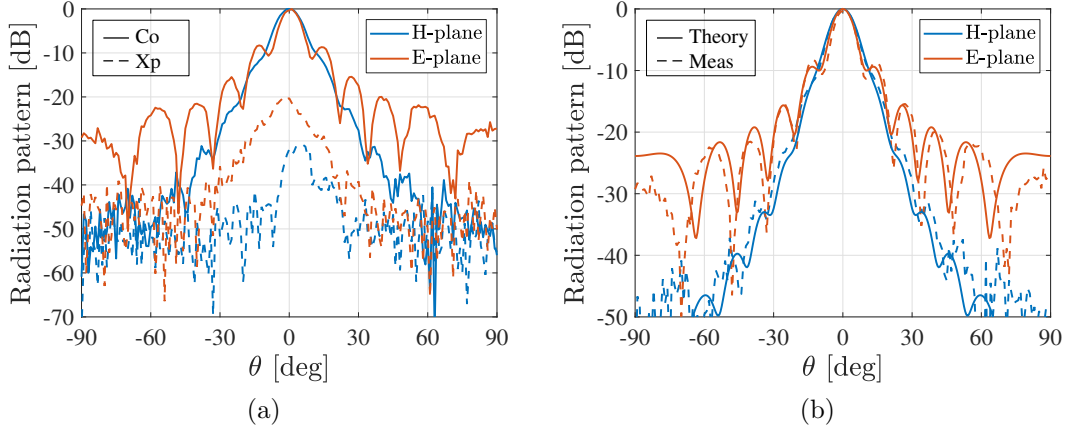 Radiation pattern [dB]
0
-10
-20
-30
-40
-50
-60
-70
Co
Xp
H-plane
E-plane
-90 -60 -30 0 30 60 90
θ [deg]
(a)
Radiation pattern [dB]
0
-10
-20
-30
-40
-50
Theory
Meas
H-plane
E-plane
-90 -60 -30 0 30 60 90
θ [deg]
(b)